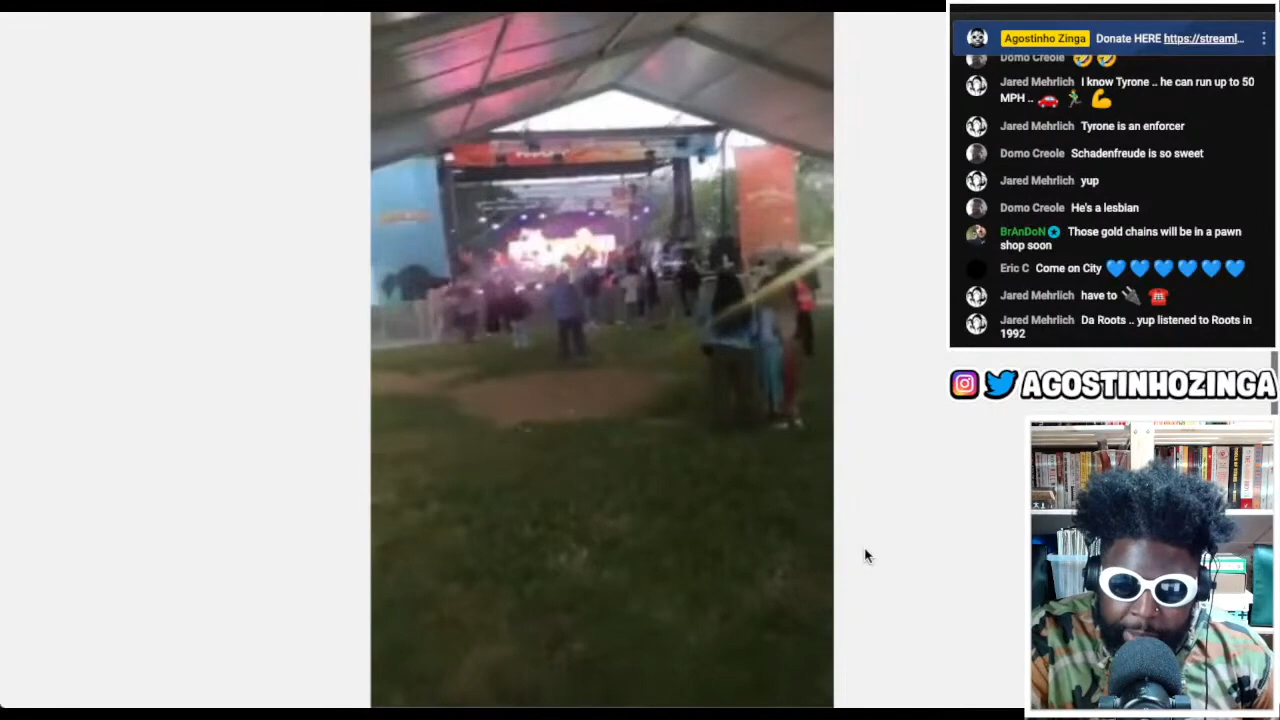 Agostinho Zinga Donate HERE https://streaml...
Domo Creole 🤣🤣
Jared Mehrlich I know Tyrone .. he can run up to 50
MPH .. 🚗 🏃‍♂️ 💪
Jared Mehrlich Tyrone is an enforcer
Domo Creole Schadenfreude is so sweet
Jared Mehrlich yup
Domo Creole He's a lesbian
BrAnDoN Those gold chains will be in a pawn
shop soon
Eric C Come on City 💙 💙 💙 💙 💙 💙
Jared Mehrlich have to 🔌 ☎️
Jared Mehrlich Da Roots .. yup listened to Roots in
1992
AGOSTINHOZINGA